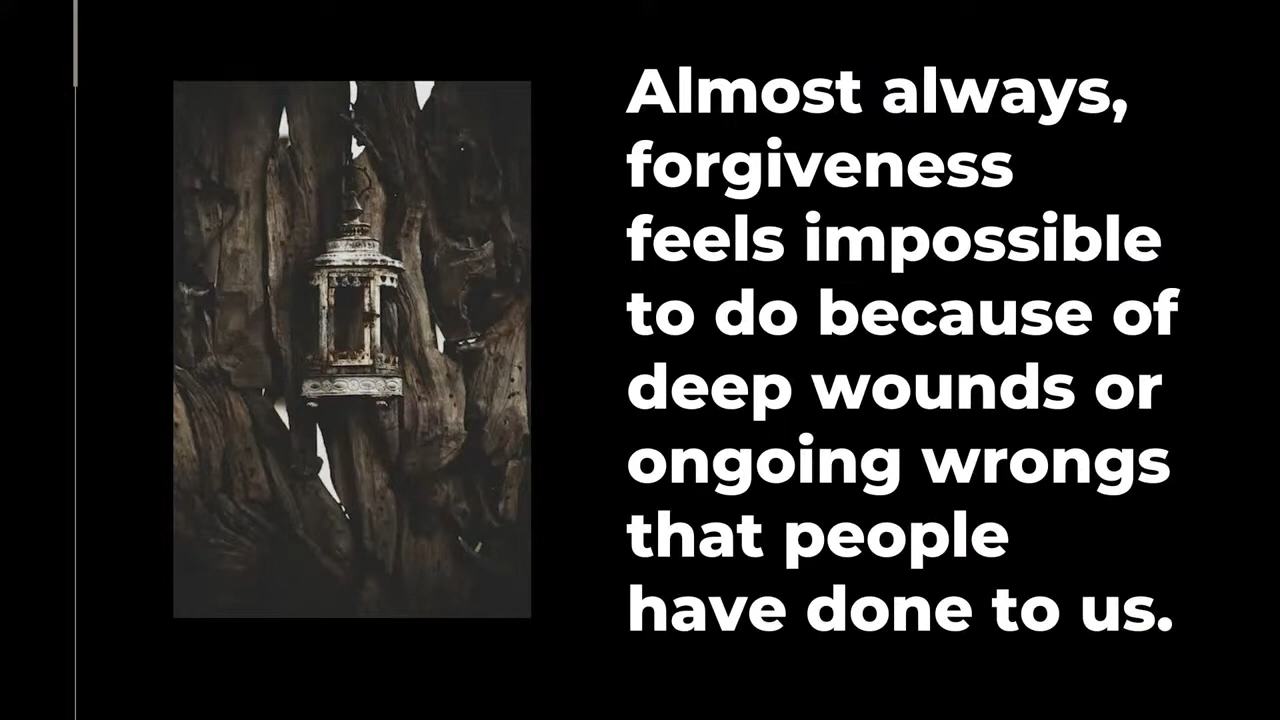 Almost always,
forgiveness
feels impossible
to do because of
deep wounds or
ongoing wrongs
that people
have done to us.